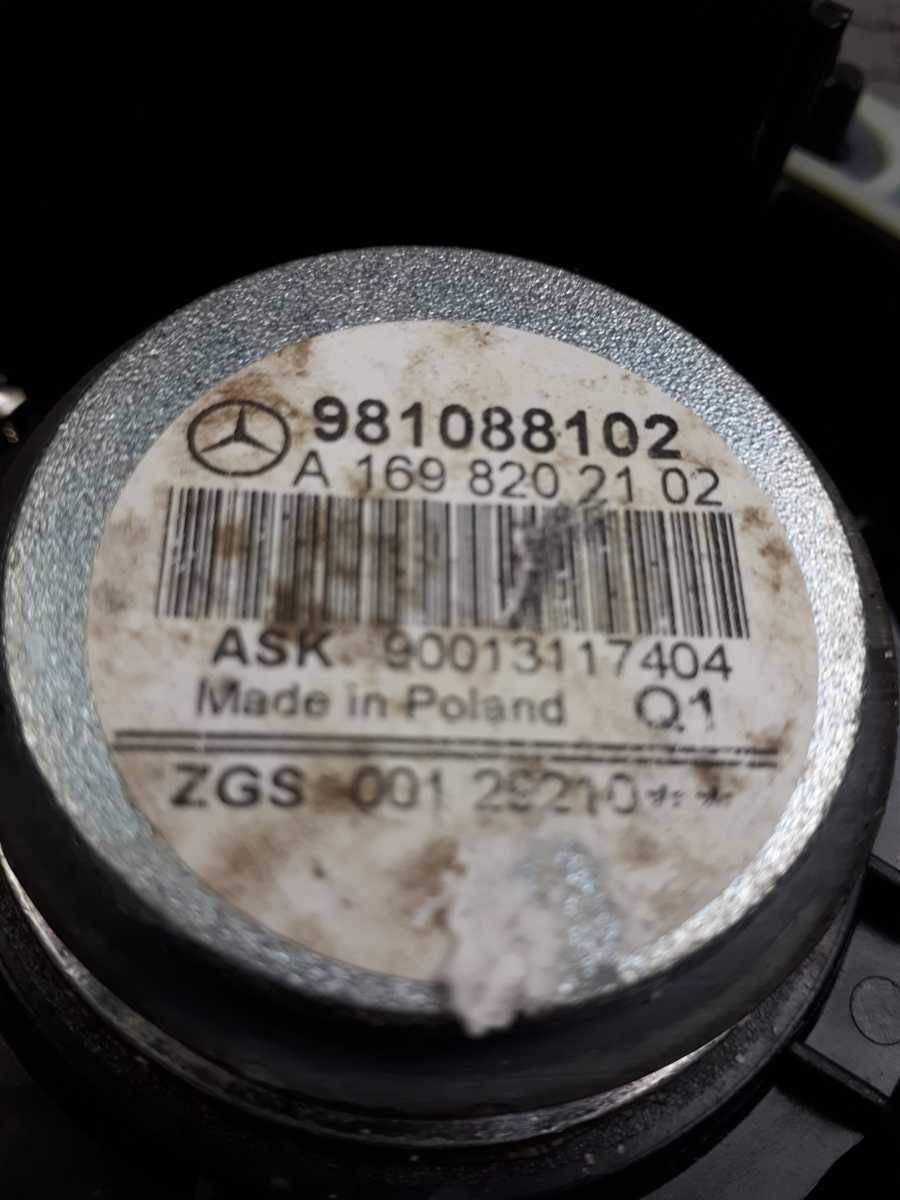 981088102
A 169 820 21 02
ASK 90013117404
Made in Poland Q1
ZGS 001